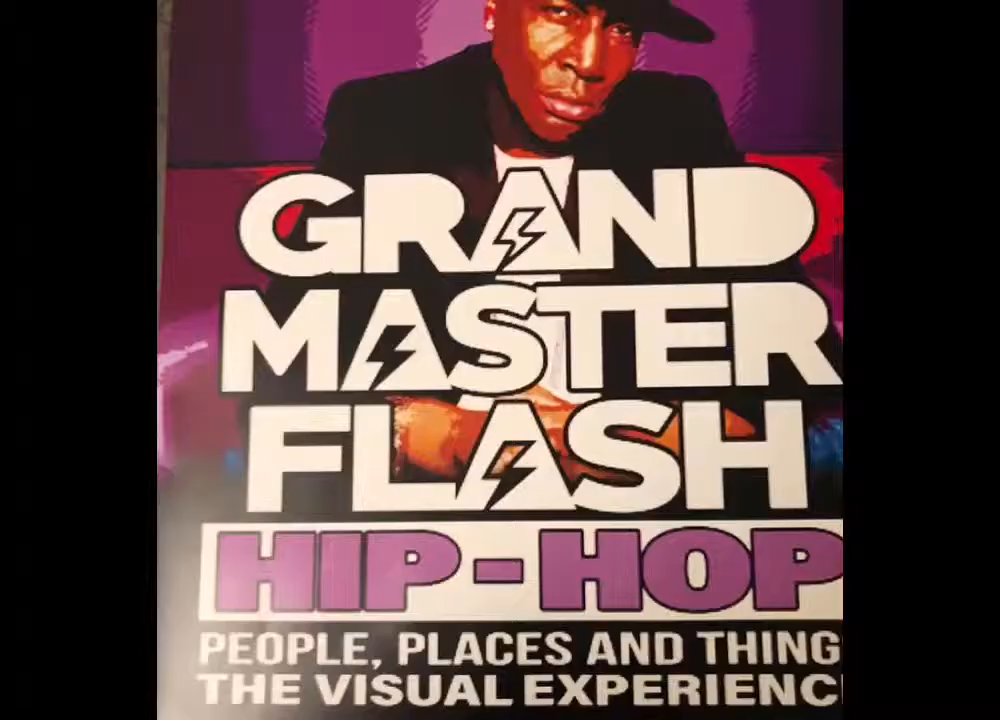 GRAND
MASTER
FLASH
HIP-HOP
PEOPLE, PLACES AND THING
THE VISUAL EXPERIENC